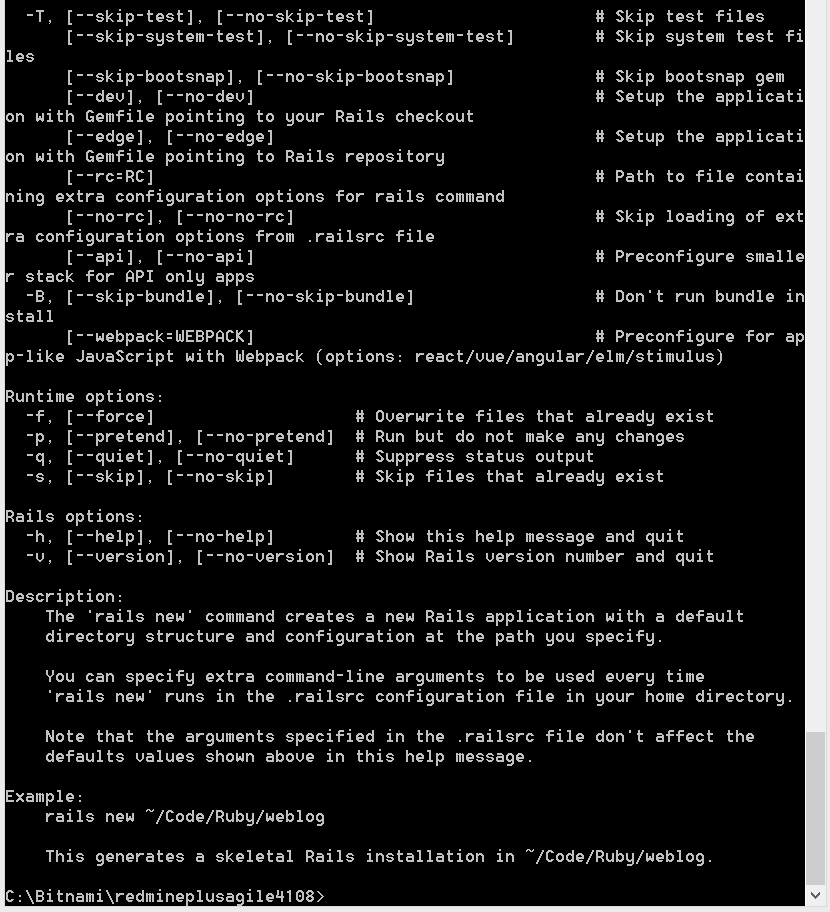 -T, [--skip-test], [--no-skip-test]                      # Skip test files
      [--skip-system-test], [--no-skip-system-test]        # Skip system test fi
les
      [--skip-bootsnap], [--no-skip-bootsnap]              # Skip bootsnap gem
      [--dev], [--no-dev]                                  # Setup the applicati
on with Gemfile pointing to your Rails checkout
      [--edge], [--no-edge]                                # Setup the applicati
on with Gemfile pointing to Rails repository
      [--rc=RC]                                            # Path to file contai
ning extra configuration options for rails command
      [--no-rc], [--no-no-rc]                              # Skip loading of ext
ra configuration options from .railsrc file
      [--api], [--no-api]                                  # Preconfigure smalle
r stack for API only apps
  -B, [--skip-bundle], [--no-skip-bundle]                  # Don't run bundle in
stall
      [--webpack=WEBPACK]                                  # Preconfigure for ap
p-like JavaScript with Webpack (options: react/vue/angular/elm/stimulus)

Runtime options:
  -f, [--force]                    # Overwrite files that already exist
  -p, [--pretend], [--no-pretend]  # Run but do not make any changes
  -q, [--quiet], [--no-quiet]      # Suppress status output
  -s, [--skip], [--no-skip]        # Skip files that already exist

Rails options:
  -h, [--help], [--no-help]        # Show this help message and quit
  -v, [--version], [--no-version]  # Show Rails version number and quit

Description:
    The 'rails new' command creates a new Rails application with a default
    directory structure and configuration at the path you specify.

    You can specify extra command-line arguments to be used every time
    'rails new' runs in the .railsrc configuration file in your home directory.

    Note that the arguments specified in the .railsrc file don't affect the
    defaults values shown above in this help message.

Example:
    rails new ~/Code/Ruby/weblog

    This generates a skeletal Rails installation in ~/Code/Ruby/weblog.

C:\Bitnami\redmineplusagile4108>